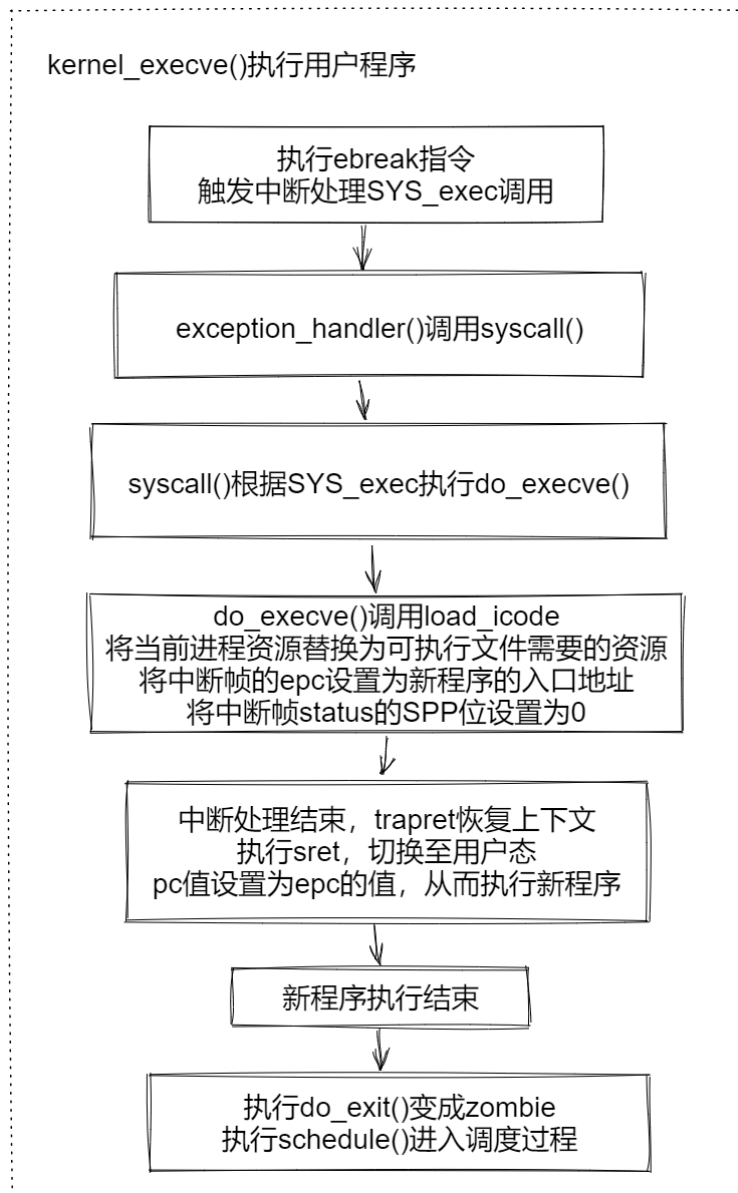 kernel_execve()执行用户程序
执行ebreak指令
触发中断处理SYS_exec调用
exception_handler()调用syscall()
syscall()根据SYS_exec执行do_execve()
do_execve()调用load_icode
将当前进程资源替换为可执行文件需要的资源
将中断帧的epc设置为新程序的入口地址
将中断帧status的SPP位设置为0
中断处理结束，trapret恢复上下文
执行sret，切换至用户态
pc值设置为epc的值，从而执行新程序
新程序执行结束
执行do_exit()变成zombie
执行schedule()进入调度过程